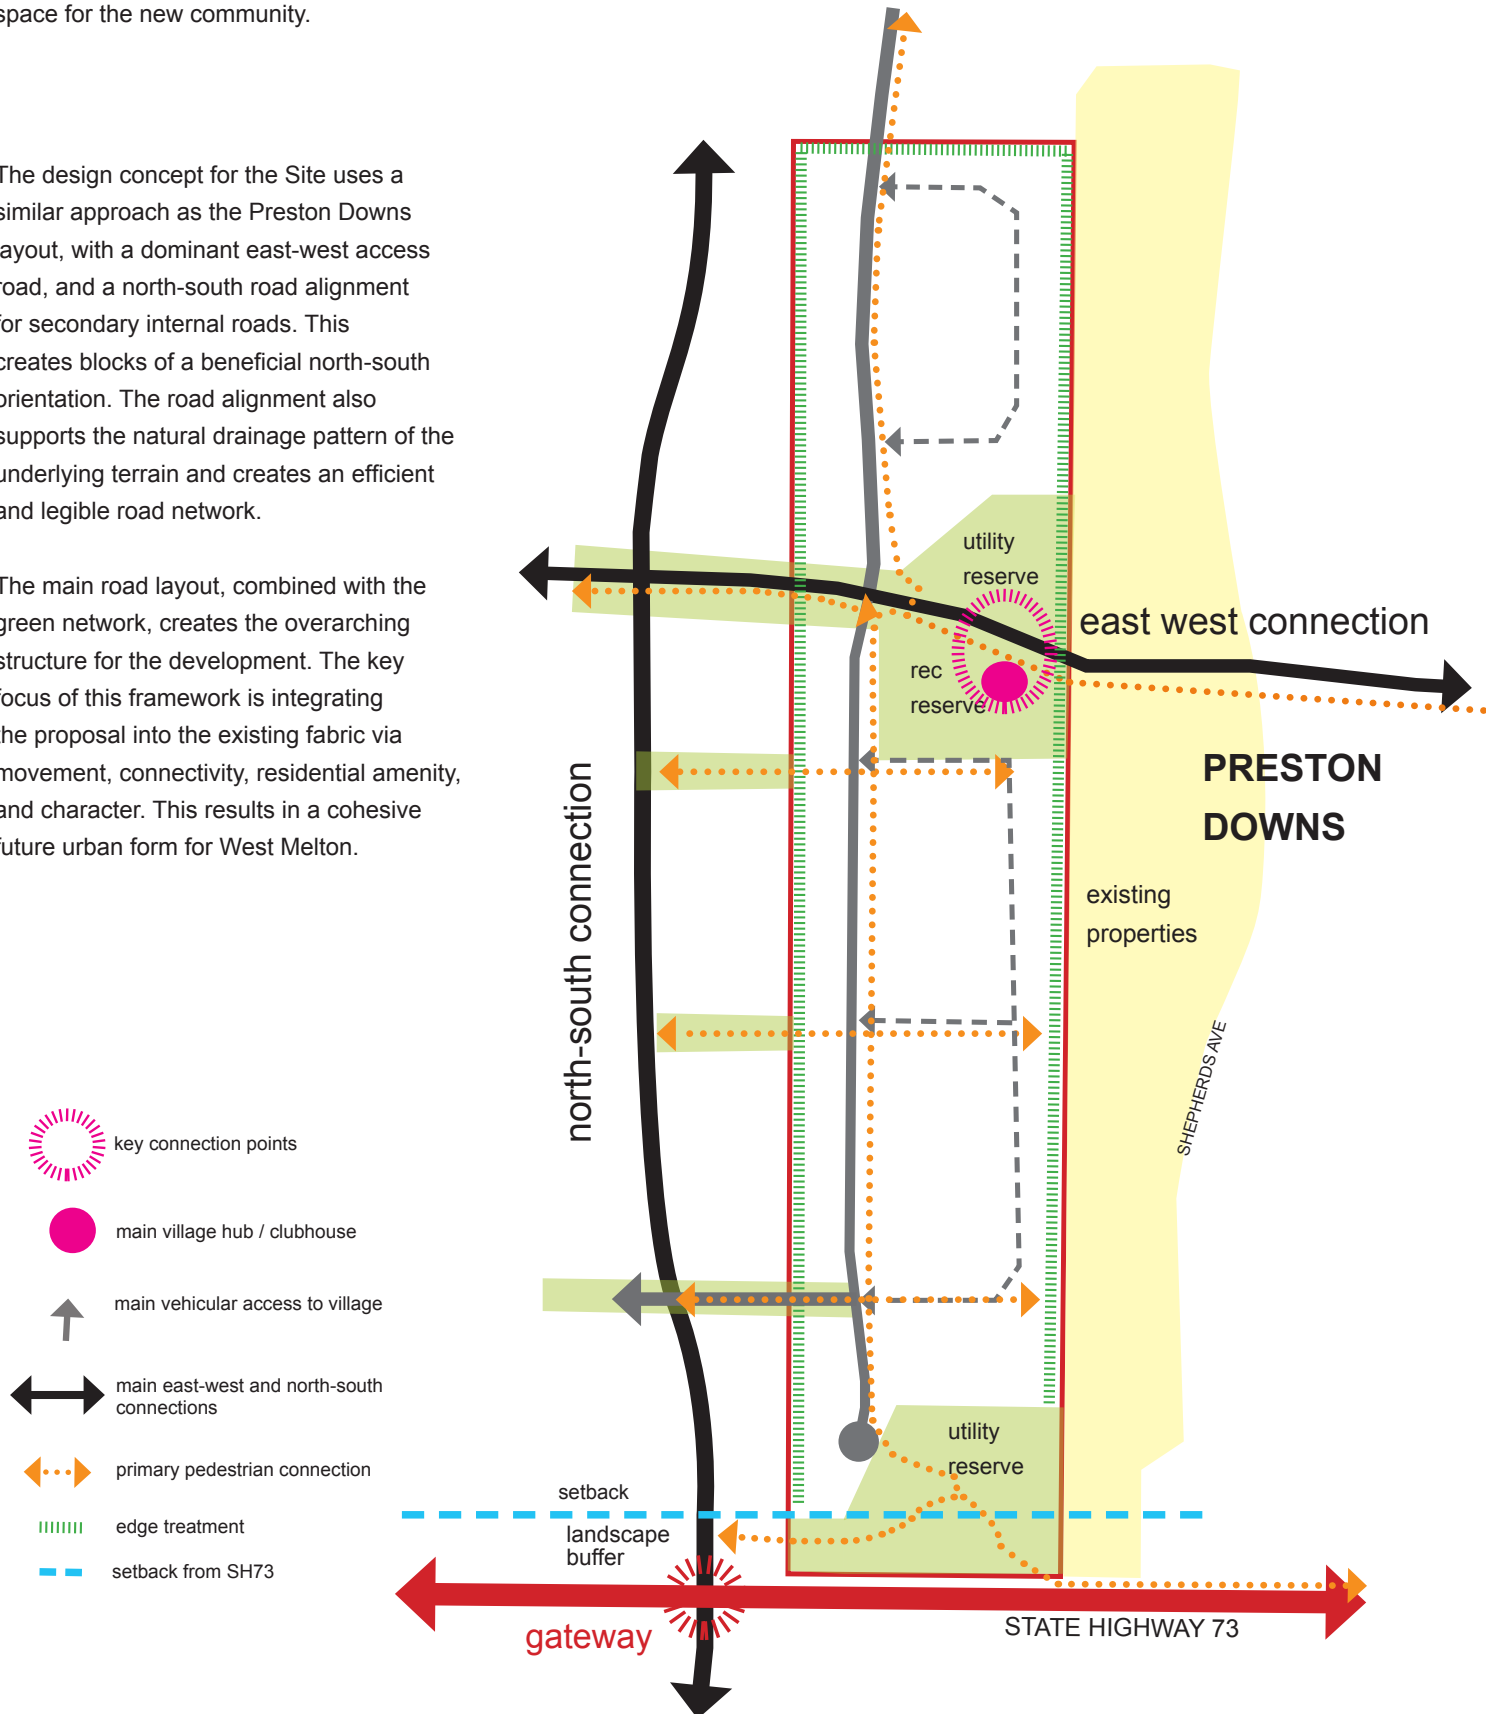 space for the new community.
The design concept for the Site uses a
similar approach as the Preston Downs
layout, with a dominant east-west access
road, and a north-south road alignment
for secondary internal roads. This
creates blocks of a beneficial north-south
orientation. The road alignment also
supports the natural drainage pattern of the
underlying terrain and creates an efficient
and legible road network.
The main road layout, combined with the
green network, creates the overarching
structure for the development. The key
focus of this framework is integrating
the proposal into the existing fabric via
movement, connectivity, residential amenity,
and character. This results in a cohesive
future urban form for West Melton.
utility
reserve
east west connection
rec
reserve
PRESTON
DOWNS
north-south connection
existing
properties
SHEPHERDS AVE
key connection points
main village hub / clubhouse
main vehicular access to village
main east-west and north-south
connections
primary pedestrian connection
edge treatment
setback from SH73
utility
reserve
setback
landscape
buffer
gateway
STATE HIGHWAY 73